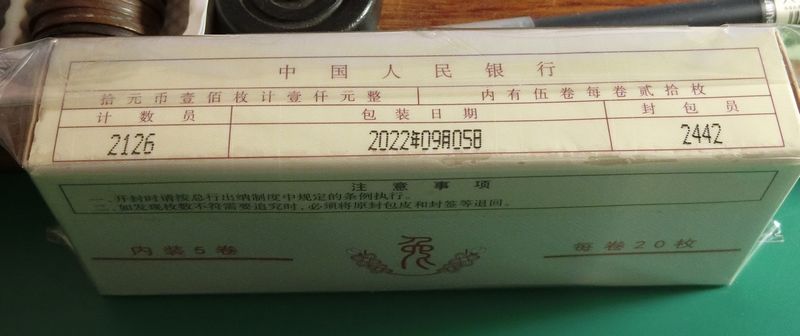 中国人民银行
拾元币壹佰枚计壹仟元整 内有伍卷每卷贰拾枚
计数员 包装日期 封包员
2126 2022年09月05日 2442
注意事项
一、开封时请按总行出纳制度中规定的条例执行。
二、如发现枚数不符需要追究时，必须将原封包皮和封签等退回。
内装5卷 每卷20枚